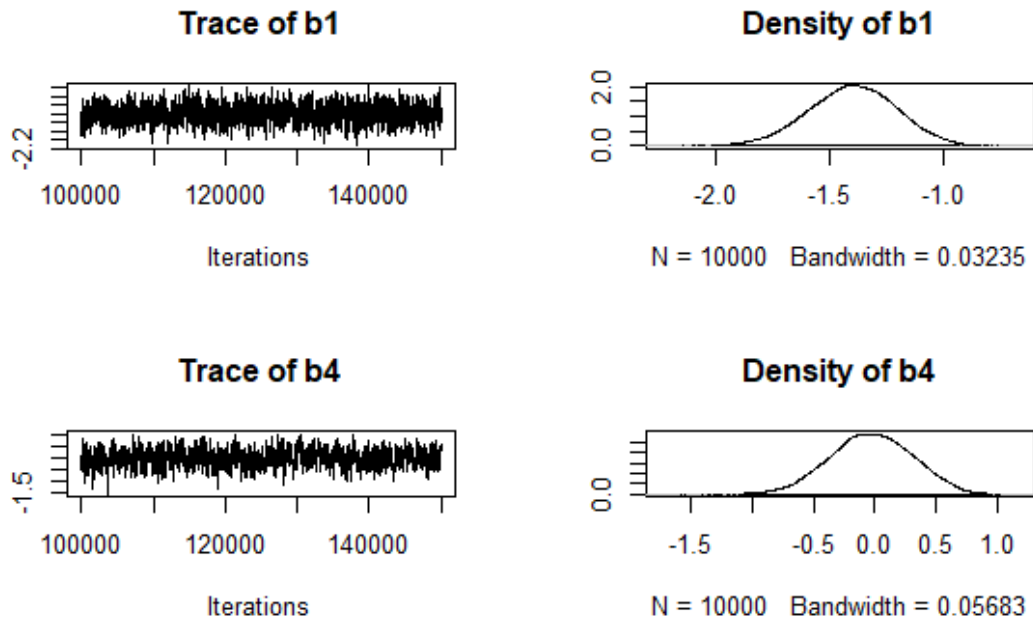 Trace of b1
-2.2
100000 120000 140000
Iterations
Density of b1
0.0 2.0
-2.0 -1.5 -1.0
N = 10000 Bandwidth = 0.03235
Trace of b4
-1.5
100000 120000 140000
Iterations
Density of b4
0.0
-1.5 -0.5 0.0 0.5 1.0
N = 10000 Bandwidth = 0.05683